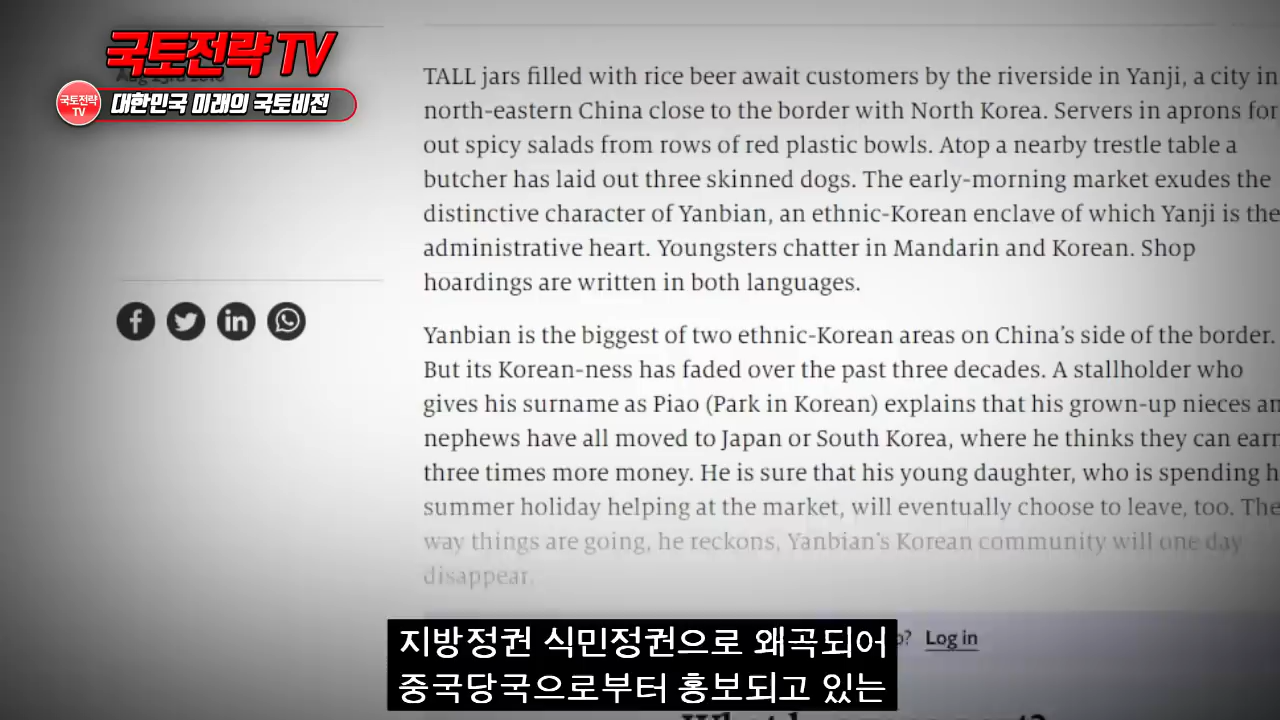 국토전략 TV
국토전략
TV
대한민국 미래의 국토비전
TALL jars filled with rice beer await customers by the riverside in Yanji, a city in
north-eastern China close to the border with North Korea. Servers in aprons for
out spicy salads from rows of red plastic bowls. Atop a nearby trestle table a
butcher has laid out three skinned dogs. The early-morning market exudes the
distinctive character of Yanbian, an ethnic-Korean enclave of which Yanji is the
administrative heart. Youngsters chatter in Mandarin and Korean. Shop
hoardings are written in both languages.
Yanbian is the biggest of two ethnic-Korean areas on China's side of the border.
But its Korean-ness has faded over the past three decades. A stallholder who
gives his surname as Piao (Park in Korean) explains that his grown-up nieces an
nephews have all moved to Japan or South Korea, where he thinks they can earn
three times more money. He is sure that his young daughter, who is spending h
summer holiday helping at the market, will eventually choose to leave, too. The
way things are going, he reckons, Yanbian's Korean community will one day
disappear.
Log in
지방정권 식민정권으로 왜곡되어
중국당국으로부터 홍보되고 있는